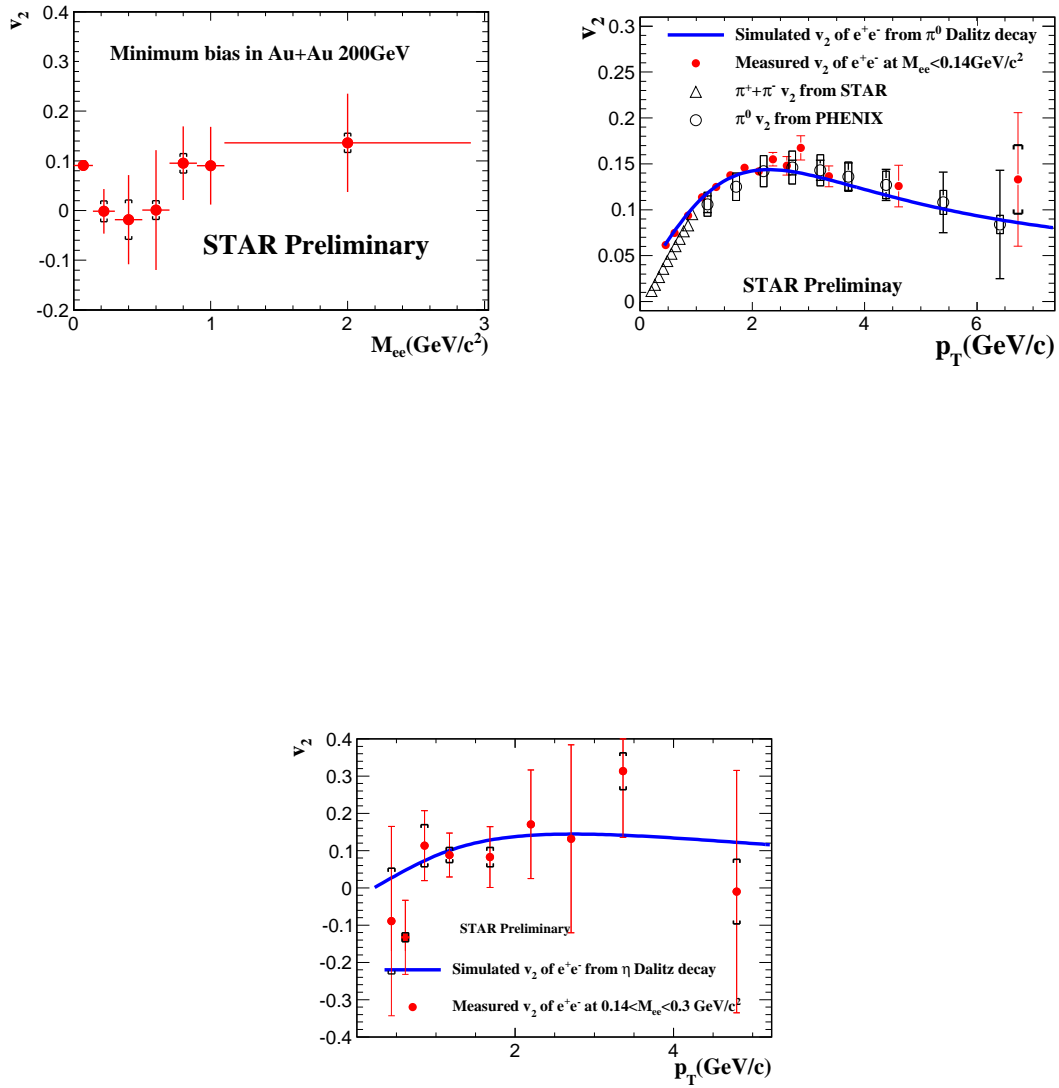 v2
0.4
0.3
0.2
0.1
0
-0.1
-0.2
Minimum bias in Au+Au 200GeV
STAR Preliminary
0 1 2 3
Mee(GeV/c2)
v2
0.3
0.25
0.2
0.15
0.1
0.05
0
Simulated v2 of e+e- from π0 Dalitz decay
Measured v2 of e+e- at Mee<0.14GeV/c2
π++π- v2 from STAR
π0 v2 from PHENIX
STAR Preliminay
0 2 4 6
pT(GeV/c)
v2
0.4
0.3
0.2
0.1
0
-0.1
-0.2
-0.3
-0.4
STAR Preliminary
Simulated v2 of e+e- from η Dalitz decay
Measured v2 of e+e- at 0.14<Mee<0.3 GeV/c2
2 4
pT(GeV/c)